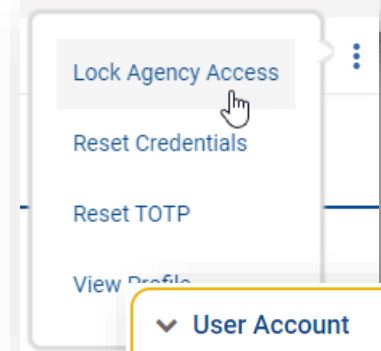 Lock Agency Access
Reset Credentials
Reset TOTP
View Profile
User Account